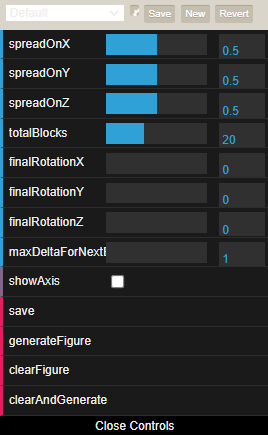 Default Save New Revert
spreadOnX 0.5
spreadOnY 0.5
spreadOnZ 0.5
totalBlocks 20
finalRotationX 0
finalRotationY 0
finalRotationZ 0
maxDeltaForNextB 1
showAxis
save
generateFigure
clearFigure
clearAndGenerate
Close Controls